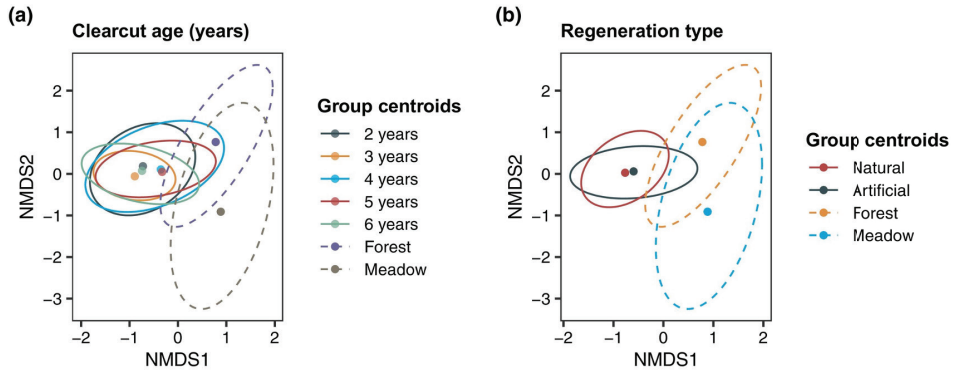 (a)
Clearcut age (years)
NMDS2
2
1
0
−1
−2
−3
−2
−1
0
1
2
NMDS1
Group centroids
2 years
3 years
4 years
5 years
6 years
Forest
Meadow
(b)
Regeneration type
NMDS2
2
1
0
−1
−2
−3
−2
−1
0
1
2
NMDS1
Group centroids
Natural
Artificial
Forest
Meadow